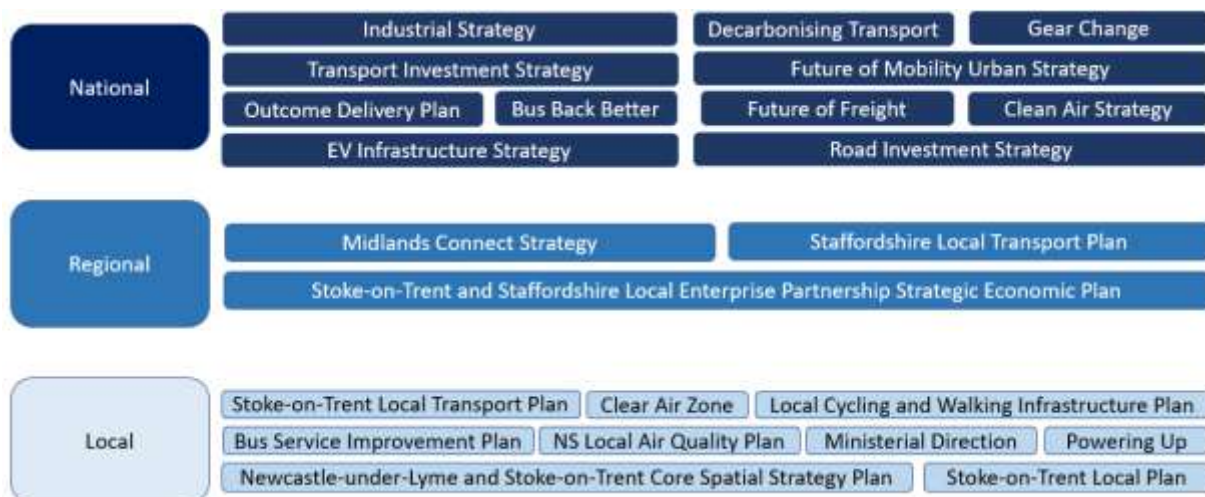 National
Industrial Strategy
Decarbonising Transport
Gear Change
Transport Investment Strategy
Future of Mobility Urban Strategy
Outcome Delivery Plan
Bus Back Better
Future of Freight
Clean Air Strategy
EV Infrastructure Strategy
Road Investment Strategy
Regional
Midlands Connect Strategy
Staffordshire Local Transport Plan
Stoke-on-Trent and Staffordshire Local Enterprise Partnership Strategic Economic Plan
Local
Stoke-on-Trent Local Transport Plan
Clear Air Zone
Local Cycling and Walking Infrastructure Plan
Bus Service Improvement Plan
NS Local Air Quality Plan
Ministerial Direction
Powering Up
Newcastle-under-Lyme and Stoke-on-Trent Core Spatial Strategy Plan
Stoke-on-Trent Local Plan